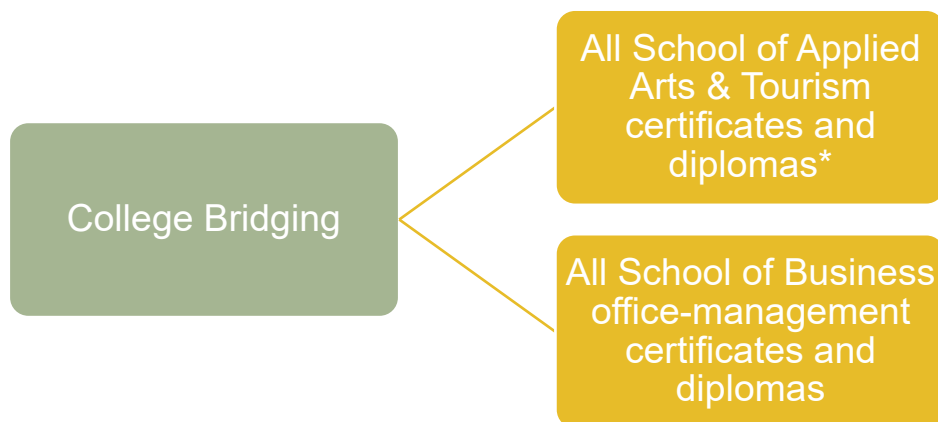 College Bridging
All School of Applied
Arts & Tourism
certificates and
diplomas*
All School of Business
office-management
certificates and
diplomas